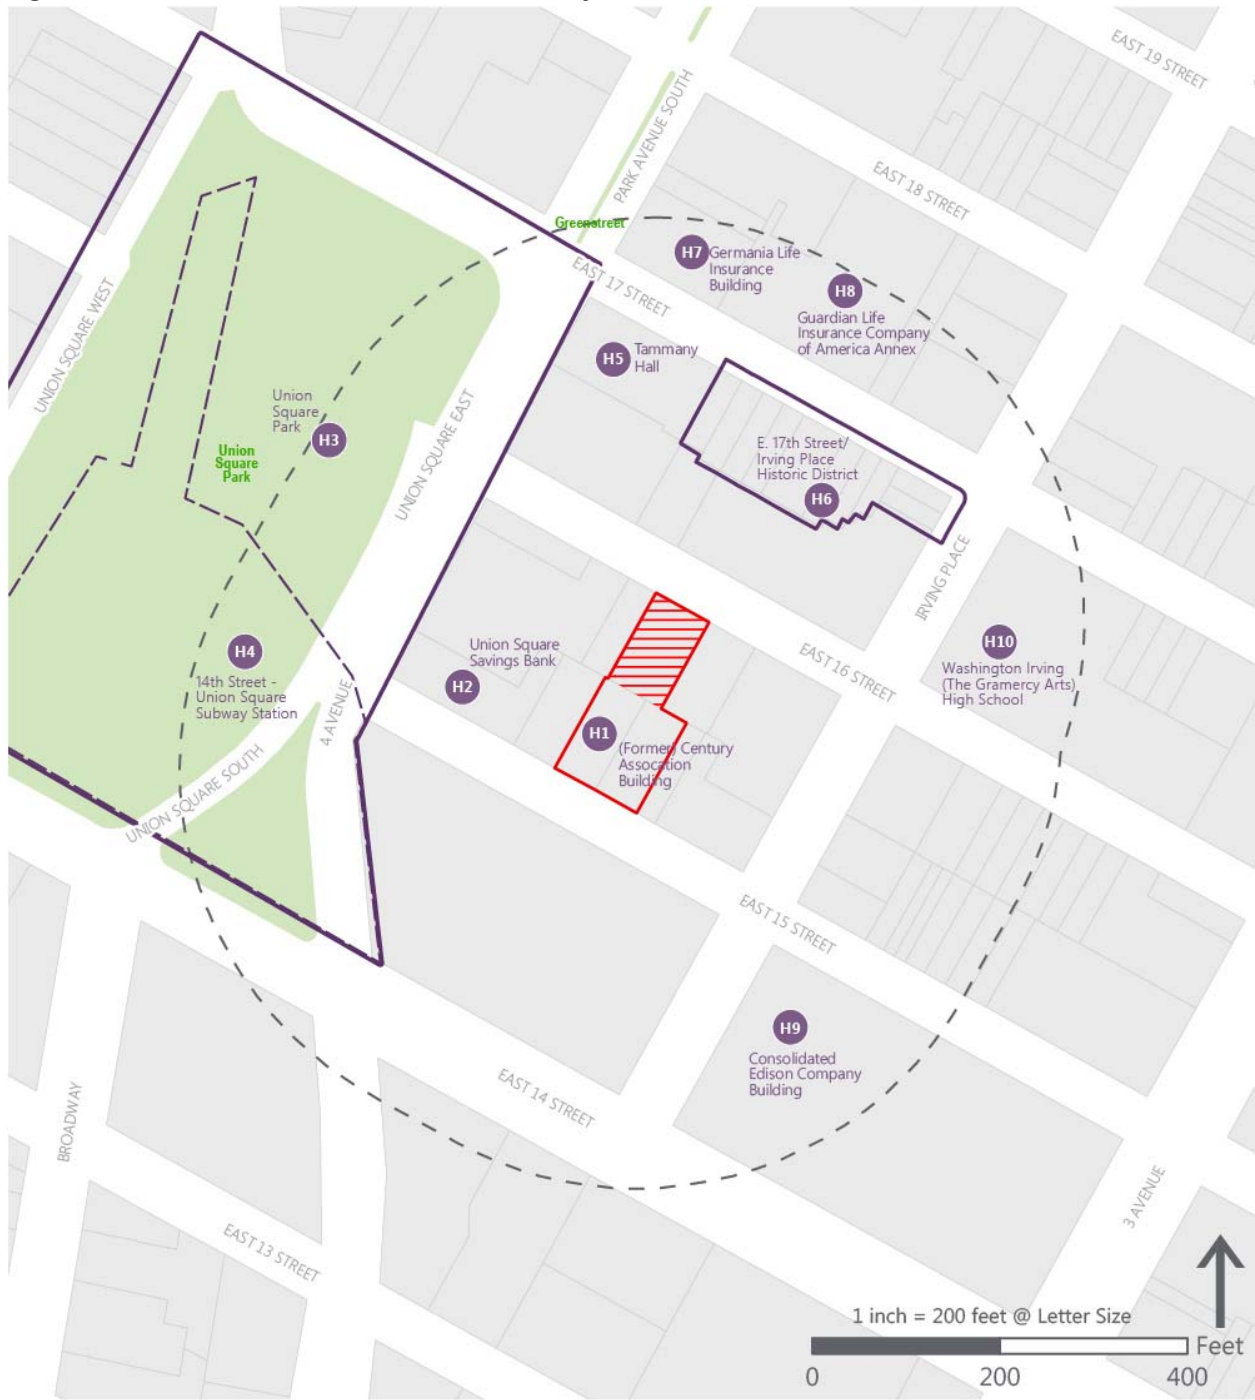 EAST 19 STREET
PARK AVENUE SOUTH
EAST 18 STREET
Greenstreet
H7
Germania Life
Insurance
Building
EAST 17 STREET
H8
Guardian Life
Insurance Company
of America Annex
UNION SQUARE WEST
H5
Tammany
Hall
Union
Square
Park
H3
UNION SQUARE EAST
Union
Square
Park
E. 17th Street/
Irving Place
Historic District
H6
IRVING PLACE
H10
Washington Irving
(The Gramercy Arts)
High School
H4
14th Street -
Union Square
Subway Station
Union Square
Savings Bank
H2
EAST 16 STREET
4 AVENUE
H1
(Former) Century
Assocation
Building
UNION SQUARE SOUTH
EAST 15 STREET
H9
Consolidated
Edison Company
Building
EAST 14 STREET
BROADWAY
3 AVENUE
EAST 13 STREET
1 inch = 200 feet @ Letter Size
Feet
0 200 400